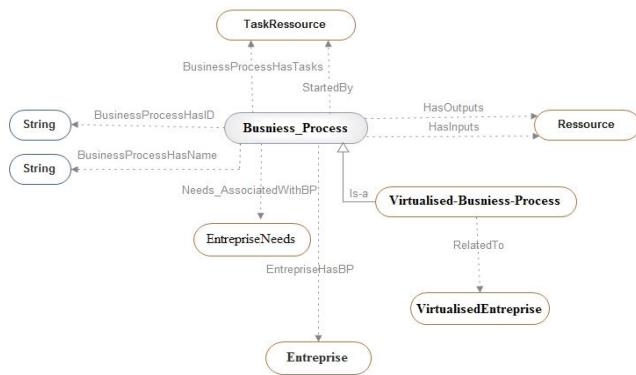 TaskRessource
BusinessProcessHasTasks
StartedBy
BusinessProcessHasID
HasOutputs
String
Busniess_Process
Ressource
HasInputs
BusinessProcessHasName
String
Is-a
Needs_AssociatedWithBP
Virtualised-Busniess-Process
EntrepriseNeeds
RelatedTo
EntrepriseHasBP
VirtualisedEntreprise
Entreprise